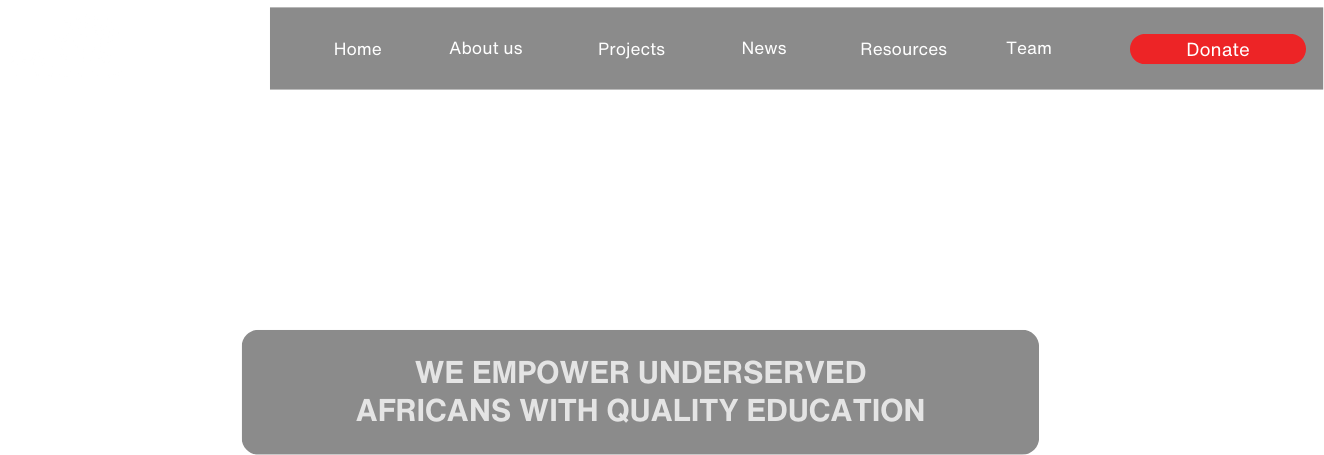 Home About us Projects News Resources Team Donate
WE EMPOWER UNDERSERVED
AFRICANS WITH QUALITY EDUCATION